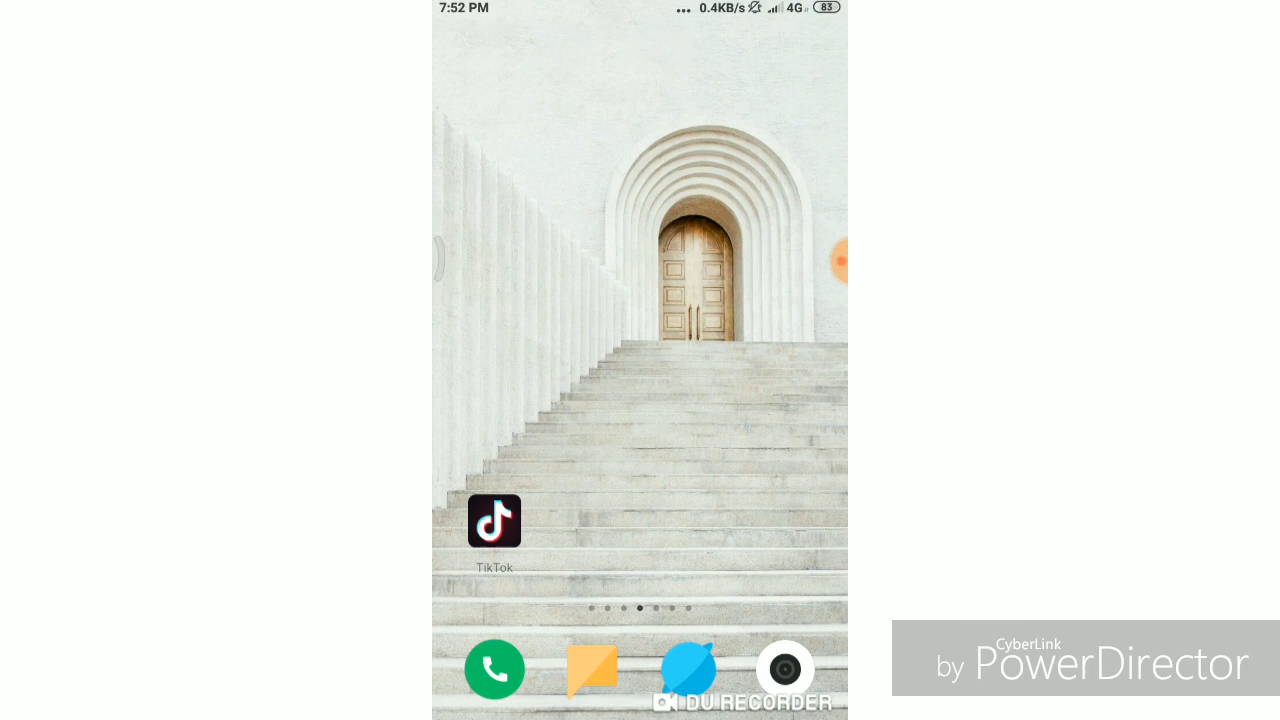 7:52 PM
... 0.4KB/s 4G 83
TikTok
DU RECORDER
CyberLink
by PowerDirector